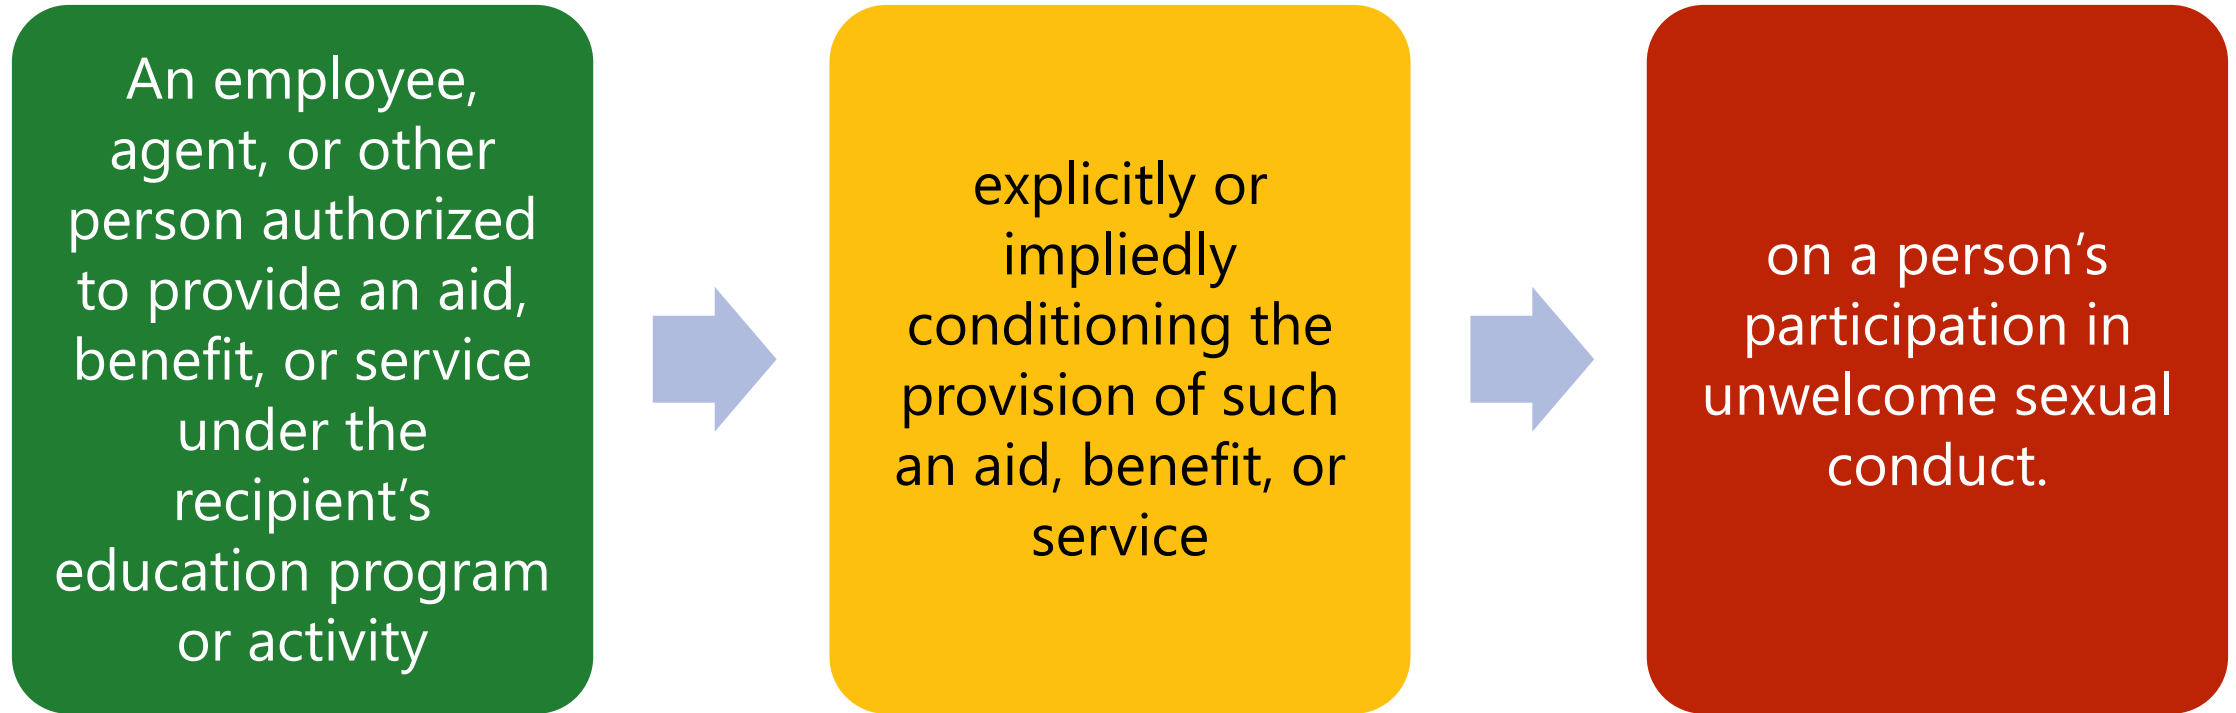 An employee,
agent, or other
person authorized
to provide an aid,
benefit, or service
under the
recipient’s
education program
or activity
explicitly or
impliedly
conditioning the
provision of such
an aid, benefit, or
service
on a person’s
participation in
unwelcome sexual
conduct.